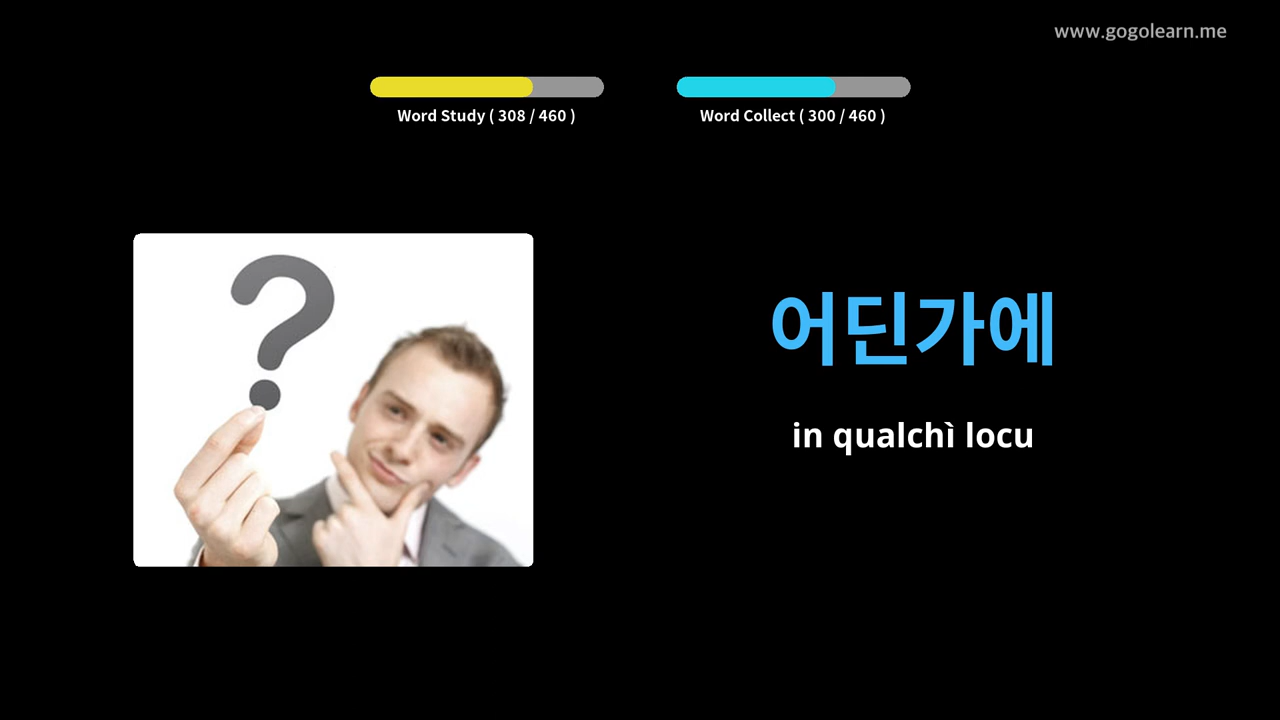 www.gogolearn.me
Word Study ( 308 / 460 )
Word Collect ( 300 / 460 )
?
어딘가에
in qualchì locu